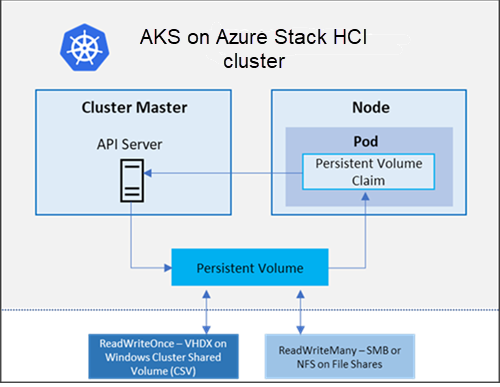 AKS on Azure Stack HCI
cluster
Cluster Master
API Server
Node
Pod
Persistent Volume
Claim
Persistent Volume
ReadWriteOnce – VHDX on
Windows Cluster Shared
Volume (CSV)
ReadWriteMany – SMB or
NFS on File Shares